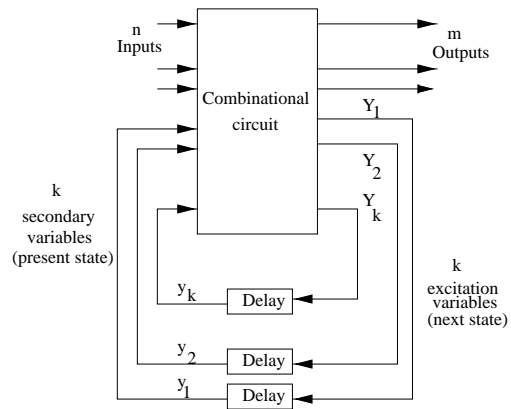 n
Inputs
m
Outputs
Combinational
circuit
Y1
Y2
Yk
k
secondary
variables
(present state)
k
excitation
variables
(next state)
yk
Delay
y2
Delay
y1
Delay